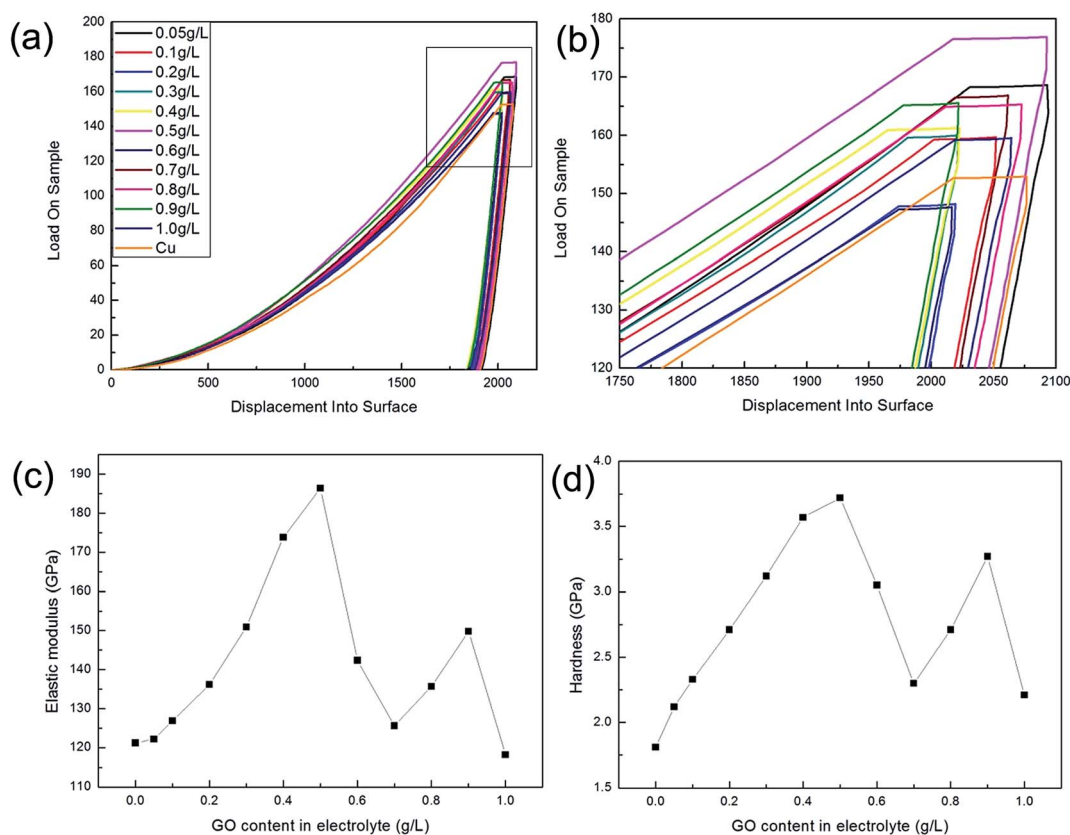 (a)
200
180
160
140
120
100
80
60
40
20
0
Load On Sample
0.05g/L
0.1g/L
0.2g/L
0.3g/L
0.4g/L
0.5g/L
0.6g/L
0.7g/L
0.8g/L
0.9g/L
1.0g/L
Cu
0 500 1000 1500 2000
Displacement Into Surface
(b)
180
170
160
150
140
130
120
Load On Sample
1750 1800 1850 1900 1950 2000 2050 2100
Displacement Into Surface
(c)
190
180
170
160
150
140
130
120
110
Elastic modulus (GPa)
0.0 0.2 0.4 0.6 0.8 1.0
GO content in electrolyte (g/L)
(d)
4.0
3.5
3.0
2.5
2.0
1.5
Hardness (GPa)
0.0 0.2 0.4 0.6 0.8 1.0
GO content in electrolyte (g/L)